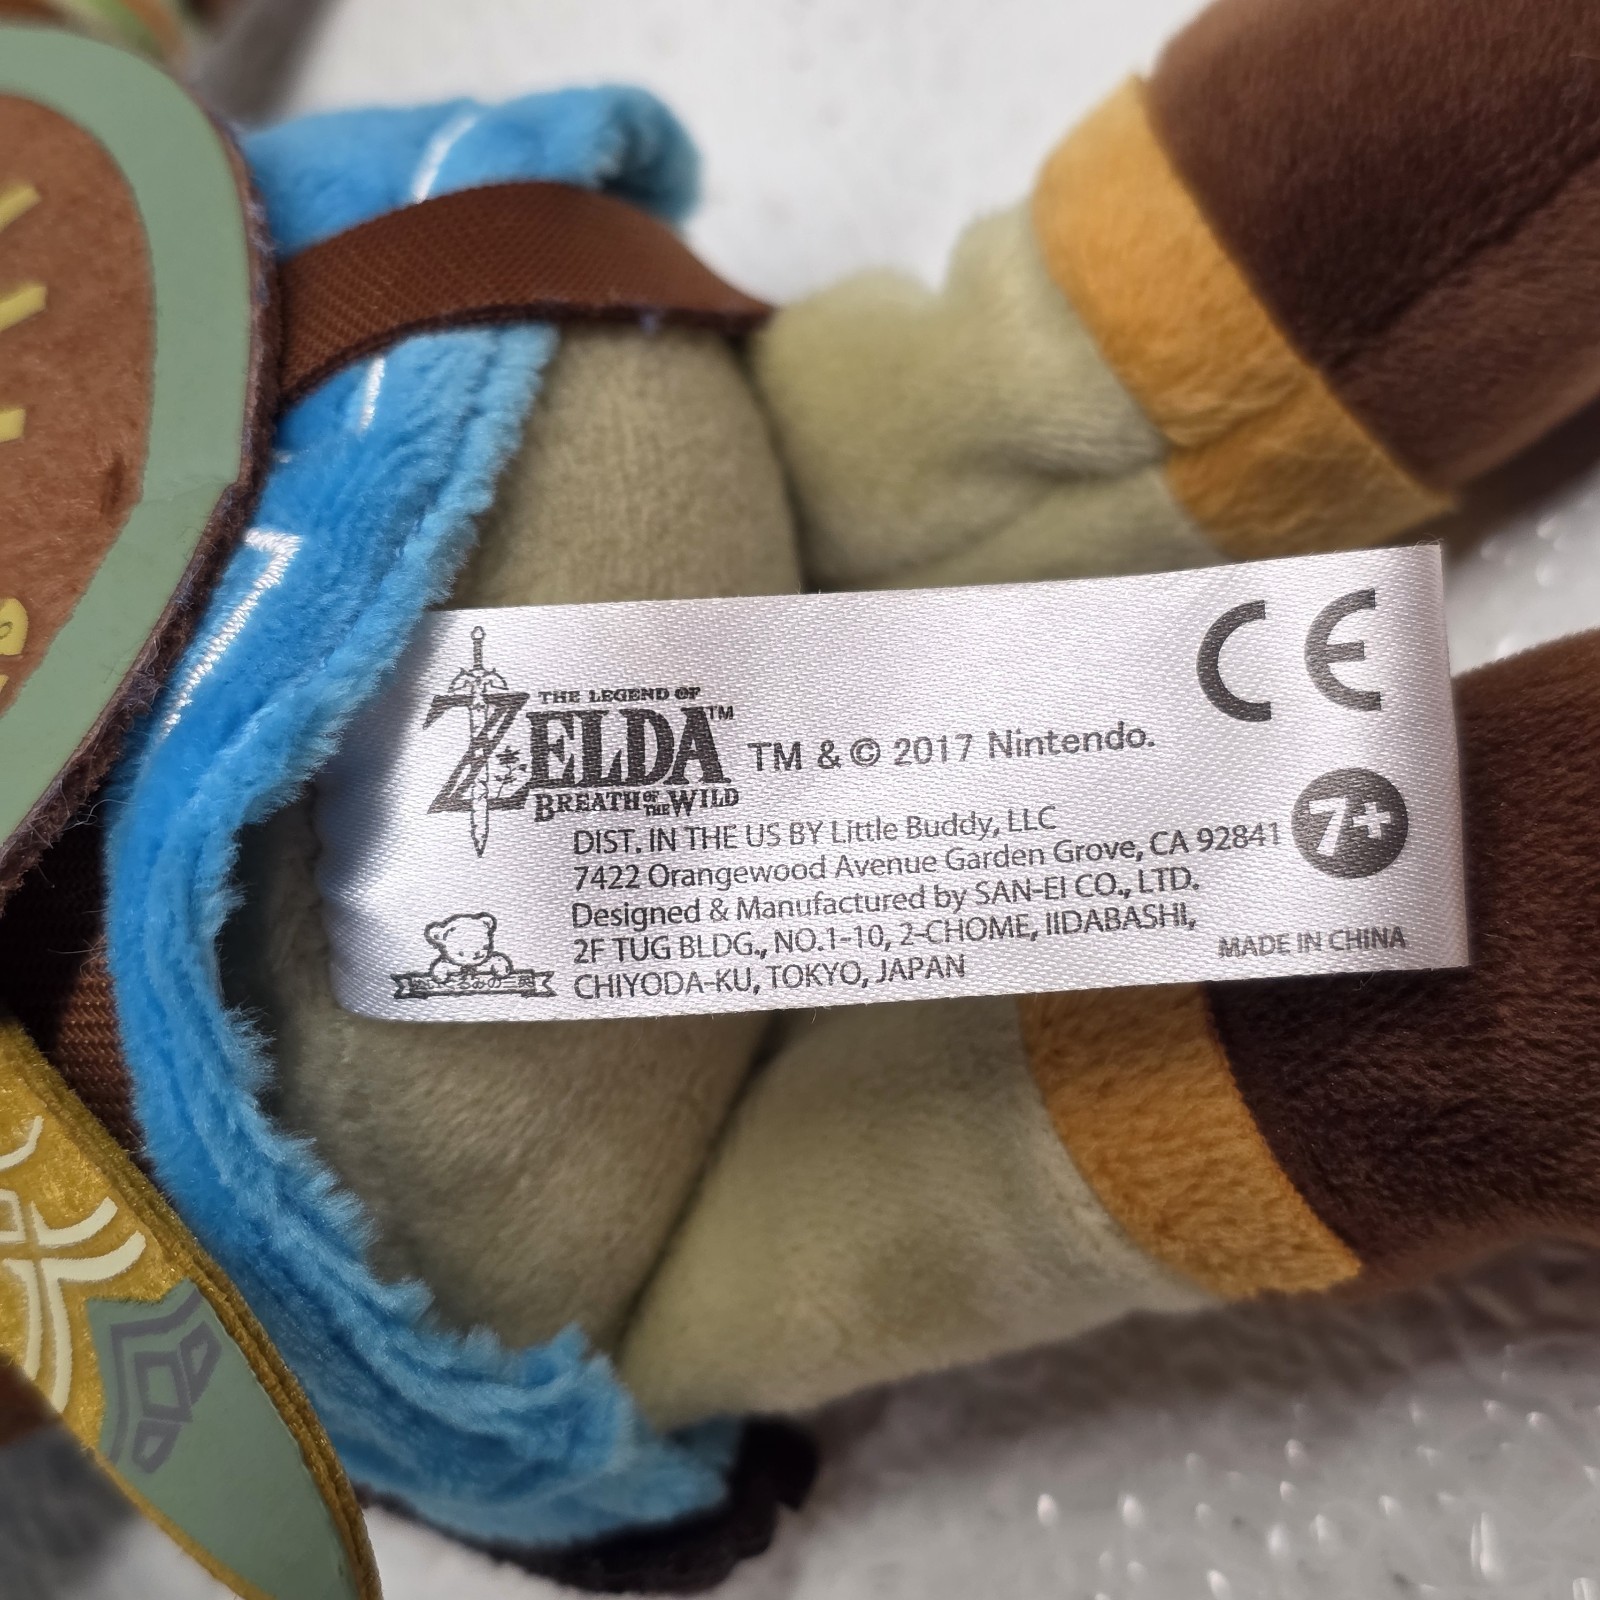 THE LEGEND OF
ZELDA™
BREATH OF THE WILD
TM & © 2017 Nintendo.
CE
DIST. IN THE US BY Little Buddy, LLC
7422 Orangewood Avenue Garden Grove, CA 92841
7+
Designed & Manufactured by SAN-EI CO., LTD.
2F TUG BLDG., NO.1-10, 2-CHOME, IIDABASHI,
CHIYODA-KU, TOKYO, JAPAN
MADE IN CHINA